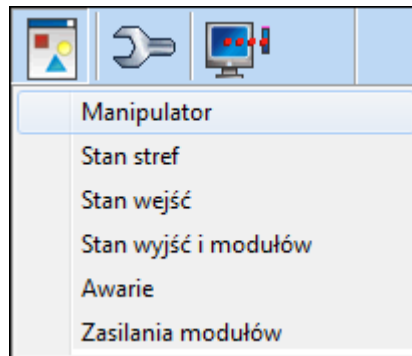 Manipulator
Stan stref
Stan wejść
Stan wyjść i modułów
Awarie
Zasilania modułów